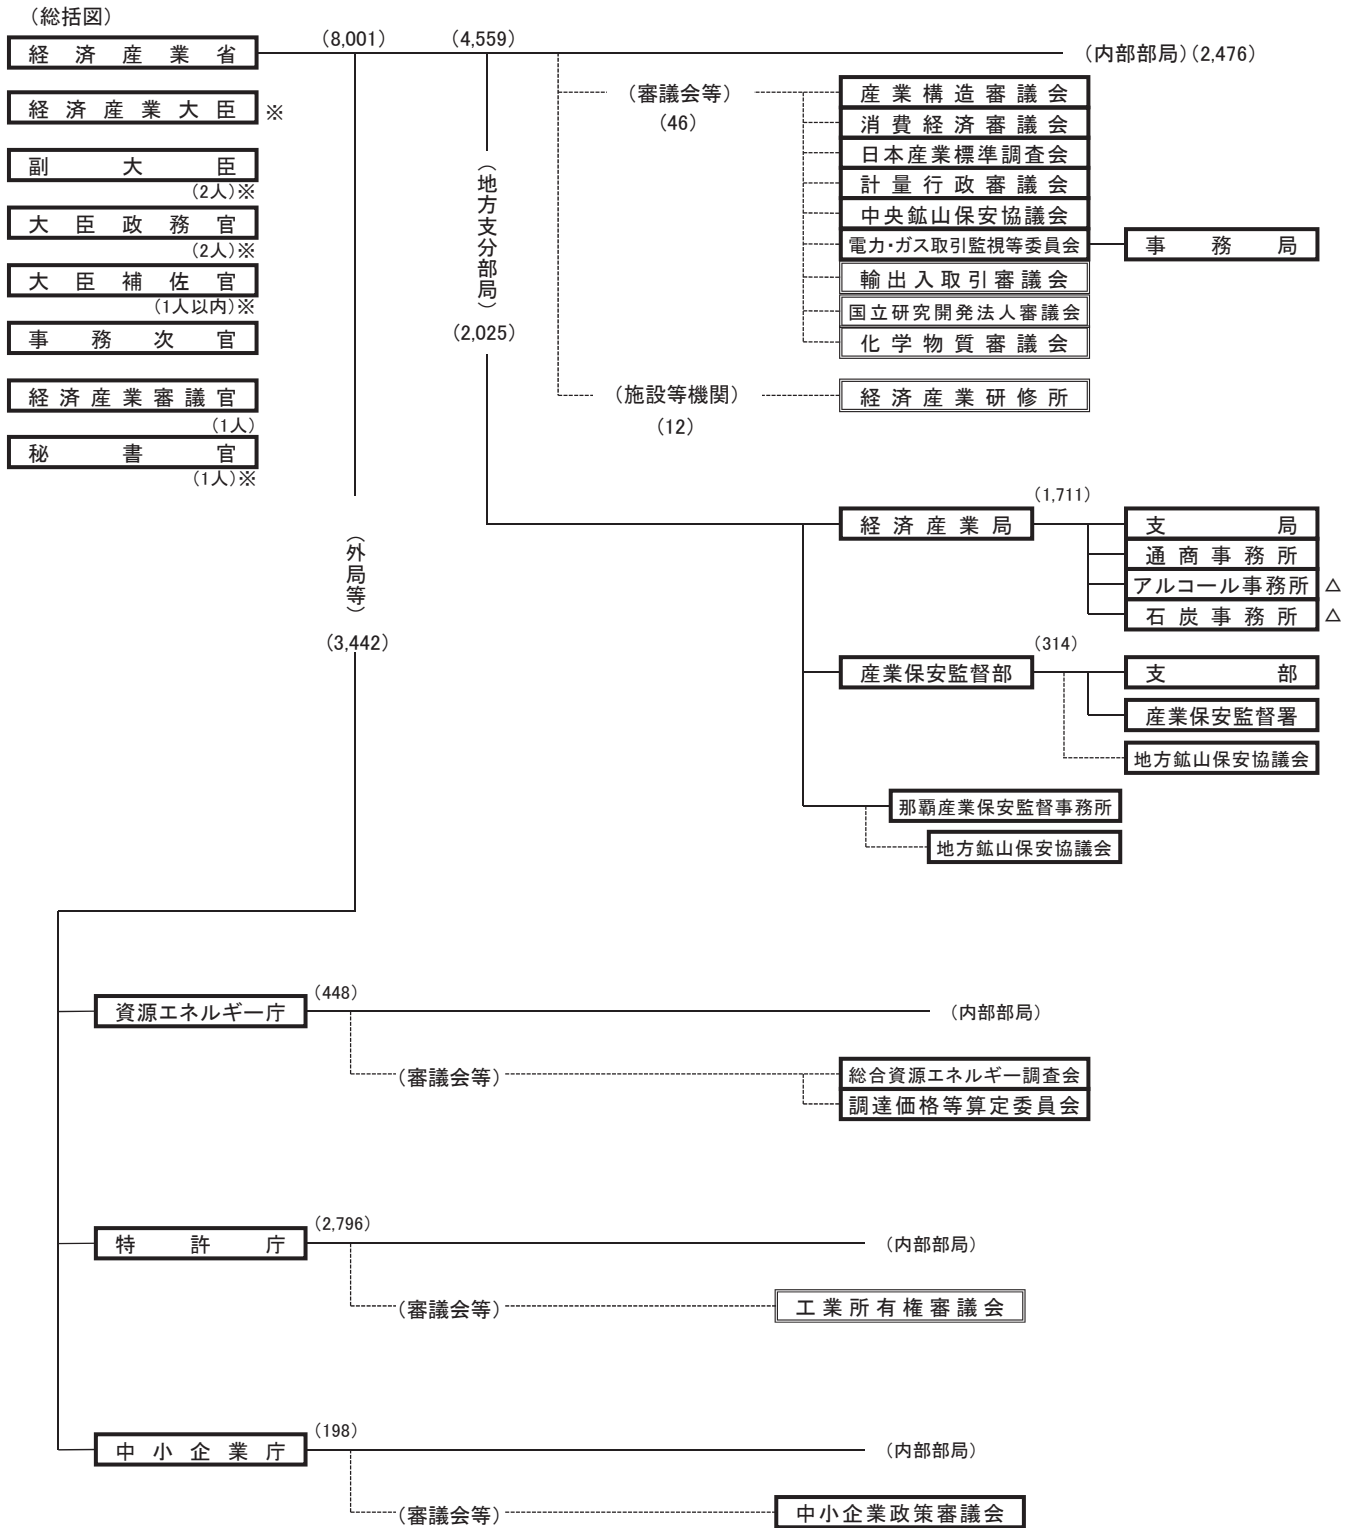 （総括図）
経済産業省
（8,001）
（4,559）
（内部部局）（2,476）
経済産業大臣 ※
副大臣
（2人）※
大臣政務官
（2人）※
大臣補佐官
（1人以内）※
事務次官
経済産業審議官
（1人）
秘書官
（1人）※
（審議会等）
（46）
産業構造審議会
消費経済審議会
日本産業標準調査会
計量行政審議会
中央鉱山保安協議会
電力・ガス取引監視等委員会
事務局
輸出入取引審議会
国立研究開発法人審議会
化学物質審議会
（施設等機関）
（12）
経済産業研修所
（地方支分部局）
（2,025）
経済産業局
（1,711）
支局
通商事務所
アルコール事務所 △
石炭事務所 △
産業保安監督部
（314）
支部
産業保安監督署
地方鉱山保安協議会
那覇産業保安監督事務所
地方鉱山保安協議会
（外局等）
（3,442）
資源エネルギー庁
（448）
（内部部局）
（審議会等）
総合資源エネルギー調査会
調達価格等算定委員会
特許庁
（2,796）
（内部部局）
（審議会等）
工業所有権審議会
中小企業庁
（198）
（内部部局）
（審議会等）
中小企業政策審議会